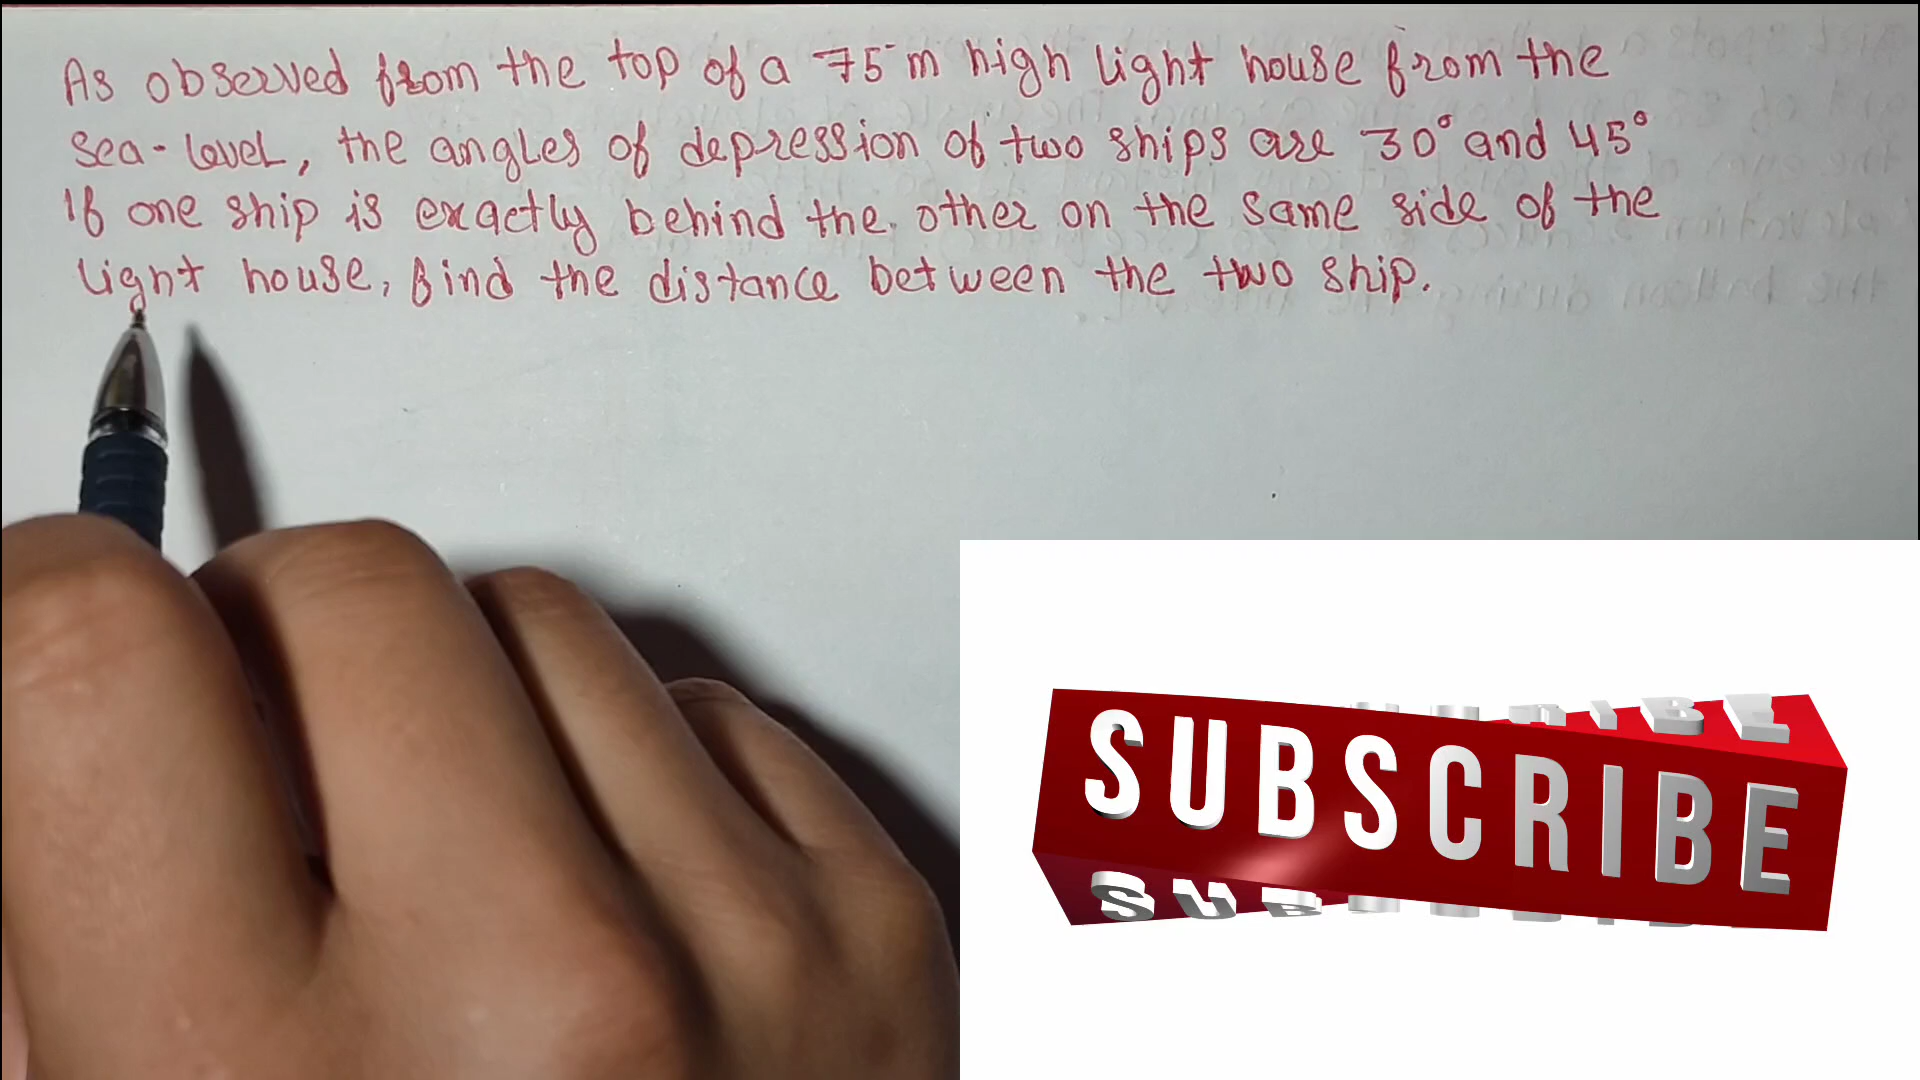 As observed from the top of a 75 m high light house from the
sea-level, the angles of depression of two ships are 30° and 45°
If one ship is exactly behind the other on the same side of the
light house, find the distance between the two ship.
SUBSCRIBE